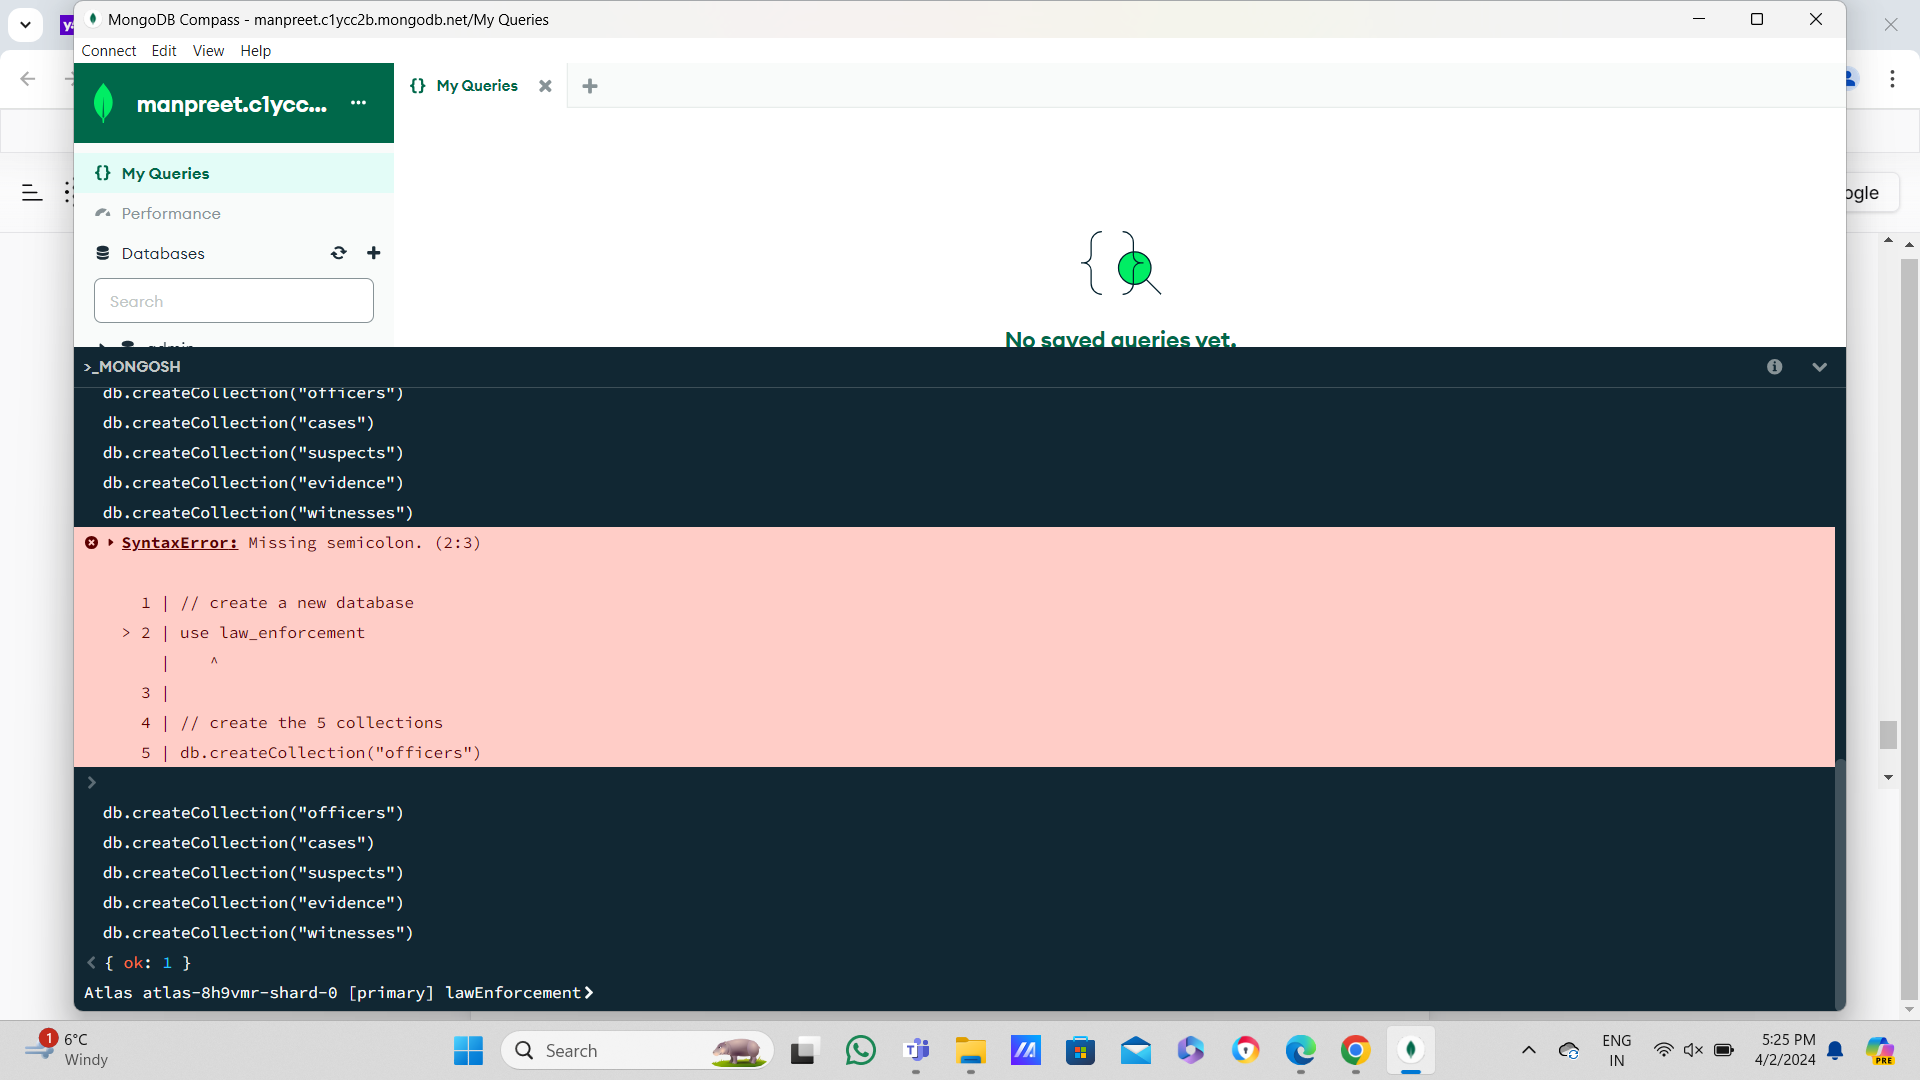 MongoDB Compass - manpreet.c1ycc2b.mongodb.net/My Queries
Connect Edit View Help
manpreet.c1ycc... ...
{} My Queries
{} My Queries
Performance
Databases
Search
admin
No saved queries yet.
>_MONGOSH
db.createCollection("officers")
db.createCollection("cases")
db.createCollection("suspects")
db.createCollection("evidence")
db.createCollection("witnesses")
SyntaxError: Missing semicolon. (2:3)
1 | // create a new database
> 2 | use law_enforcement
| ^
3 |
4 | // create the 5 collections
5 | db.createCollection("officers")
>
db.createCollection("officers")
db.createCollection("cases")
db.createCollection("suspects")
db.createCollection("evidence")
db.createCollection("witnesses")
< { ok: 1 }
Atlas atlas-8h9vmr-shard-0 [primary] lawEnforcement>
ogle
1
6°C
Windy
Search
PRE
ENG
IN
5:25 PM
4/2/2024